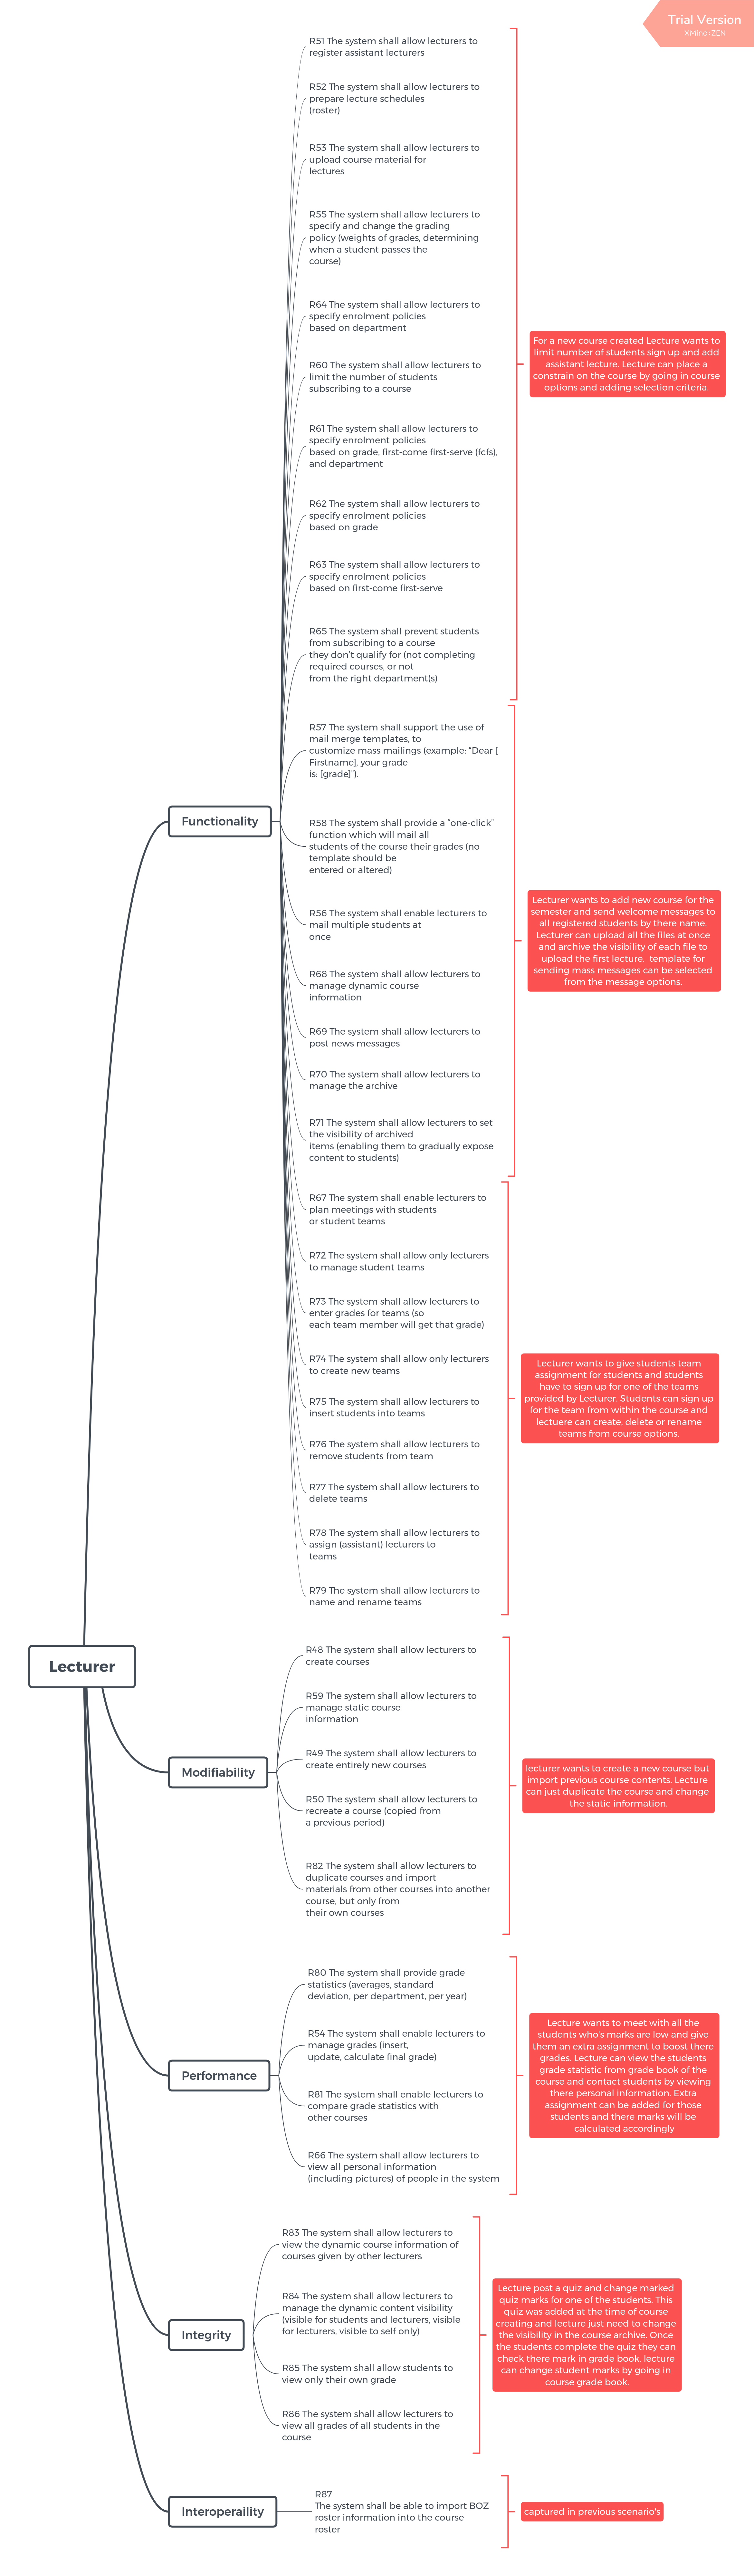 Trial Version
XMind:ZEN
R51 The system shall allow lecturers to
register assistant lecturers
R52 The system shall allow lecturers to
prepare lecture schedules
(roster)
R53 The system shall allow lecturers to
upload course material for
lectures
R55 The system shall allow lecturers to
specify and change the grading
policy (weights of grades, determining
when a student passes the
course)
R64 The system shall allow lecturers to
specify enrolment policies
based on department
R60 The system shall allow lecturers to
limit the number of students
subscribing to a course
R61 The system shall allow lecturers to
specify enrolment policies
based on grade, first-come first-serve (fcfs),
and department
R62 The system shall allow lecturers to
specify enrolment policies
based on grade
R63 The system shall allow lecturers to
specify enrolment policies
based on first-come first-serve
R65 The system shall prevent students
from subscribing to a course
they don't qualify for (not completing
required courses, or not
from the right department(s)
For a new course created Lecture wants to
limit number of students sign up and add
assistant lecture. Lecture can place a
constrain on the course by going in course
options and adding selection criteria.
R57 The system shall support the use of
mail merge templates, to
customize mass mailings (example: "Dear [
Firstname], your grade
is: [grade]").
Functionality
R58 The system shall provide a "one-click"
function which will mail all
students of the course their grades (no
template should be
entered or altered)
R56 The system shall enable lecturers to
mail multiple students at
once
R68 The system shall allow lecturers to
manage dynamic course
information
R69 The system shall allow lecturers to
post news messages
R70 The system shall allow lecturers to
manage the archive
R71 The system shall allow lecturers to set
the visibility of archived
items (enabling them to gradually expose
content to students)
Lecturer wants to add new course for the
semester and send welcome messages to
all registered students by there name.
Lecturer can upload all the files at once
and archive the visibility of each file to
upload the first lecture.  template for
sending mass messages can be selected
from the message options.
R67 The system shall enable lecturers to
plan meetings with students
or student teams
R72 The system shall allow only lecturers
to manage student teams
R73 The system shall allow lecturers to
enter grades for teams (so
each team member will get that grade)
R74 The system shall allow only lecturers
to create new teams
R75 The system shall allow lecturers to
insert students into teams
R76 The system shall allow lecturers to
remove students from team
R77 The system shall allow lecturers to
delete teams
R78 The system shall allow lecturers to
assign (assistant) lecturers to
teams
R79 The system shall allow lecturers to
name and rename teams
Lecturer wants to give students team
assignment for students and students
have to sign up for one of the teams
provided by Lecturer. Students can sign up
for the team from within the course and
lectuere can create, delete or rename
teams from course options.
Lecturer
R48 The system shall allow lecturers to
create courses
R59 The system shall allow lecturers to
manage static course
information
Modifiability
R49 The system shall allow lecturers to
create entirely new courses
R50 The system shall allow lecturers to
recreate a course (copied from
a previous period)
R82 The system shall allow lecturers to
duplicate courses and import
materials from other courses into another
course, but only from
their own courses
lecturer wants to create a new course but
import previous course contents. Lecture
can just duplicate the course and change
the static information.
R80 The system shall provide grade
statistics (averages, standard
deviation, per department, per year)
R54 The system shall enable lecturers to
manage grades (insert,
update, calculate final grade)
Performance
R81 The system shall enable lecturers to
compare grade statistics with
other courses
R66 The system shall allow lecturers to
view all personal information
(including pictures) of people in the system
Lecture wants to meet with all the
students who's marks are low and give
them an extra assignment to boost there
grades. Lecture can view the students
grade statistic from grade book of the
course and contact students by viewing
there personal information. Extra
assignment can be added for those
students and there marks will be
calculated accordingly
R83 The system shall allow lecturers to
view the dynamic course information of
courses given by other lecturers
R84 The system shall allow lecturers to
manage the dynamic content visibility
(visible for students and lecturers, visible
for lecturers, visible to self only)
Integrity
R85 The system shall allow students to
view only their own grade
R86 The system shall allow lecturers to
view all grades of all students in the
course
Lecture post a quiz and change marked
quiz marks for one of the students. This
quiz was added at the time of course
creating and lecture just need to change
the visibility in the course archive. Once
the students complete the quiz they can
check there mark in grade book. lecture
can change student marks by going in
course grade book.
Interoperaility
R87
The system shall be able to import BOZ
roster information into the course
roster
captured in previous scenario's